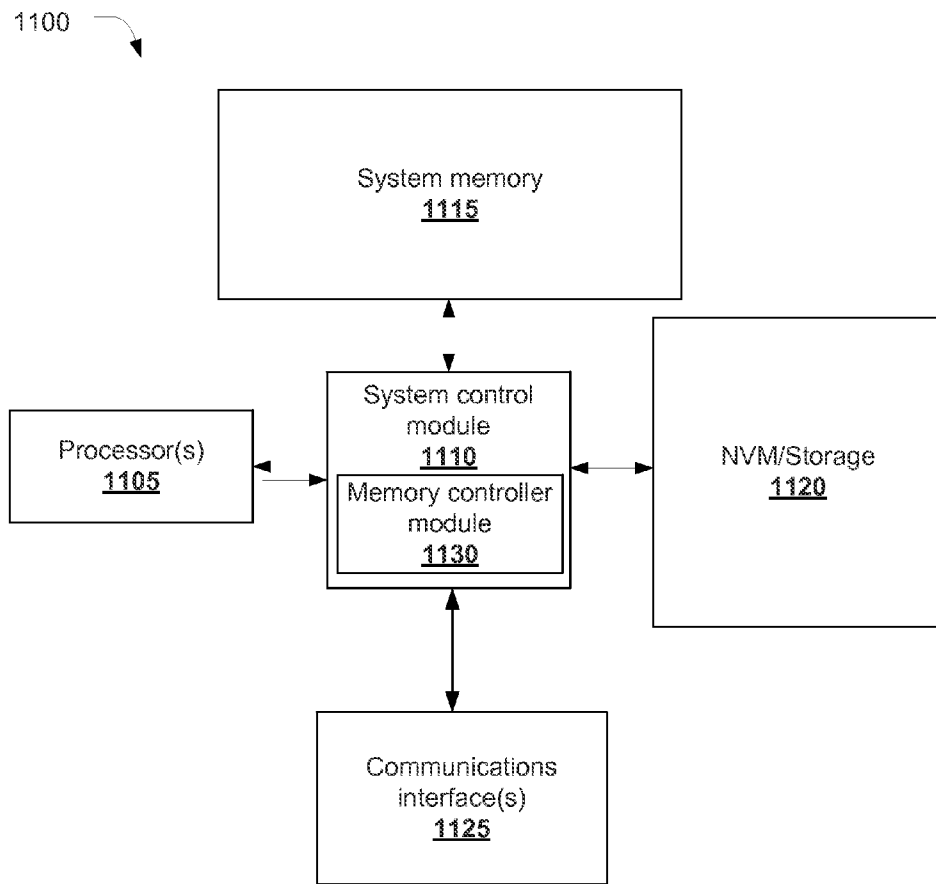 1100
System memory
1115
System control
module
1110
Processor(s)
1105
NVM/Storage
1120
Memory controller
module
1130
Communications
interface(s)
1125